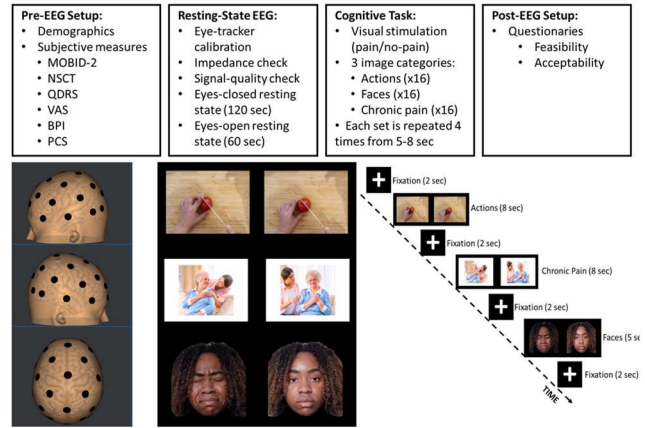 Pre-EEG Setup:
• Demographics
• Subjective measures
• MOBID-2
• NSCT
• QDRS
• VAS
• BPI
• PCS
Resting-State EEG:
• Eye-tracker
calibration
• Impedance check
• Signal-quality check
• Eyes-closed resting
state (120 sec)
• Eyes-open resting
state (60 sec)
Cognitive Task:
• Visual stimulation
(pain/no-pain)
• 3 image categories:
• Actions (x16)
• Faces (x16)
• Chronic pain (x16)
• Each set is repeated 4
times from 5-8 sec
Post-EEG Setup:
• Questionaries
• Feasibility
• Acceptability
Fixation (2 sec)
Actions (8 sec)
Fixation (2 sec)
Chronic Pain (8 sec)
Fixation (2 sec)
Faces (5 se
Fixation (2 sec)
TIME